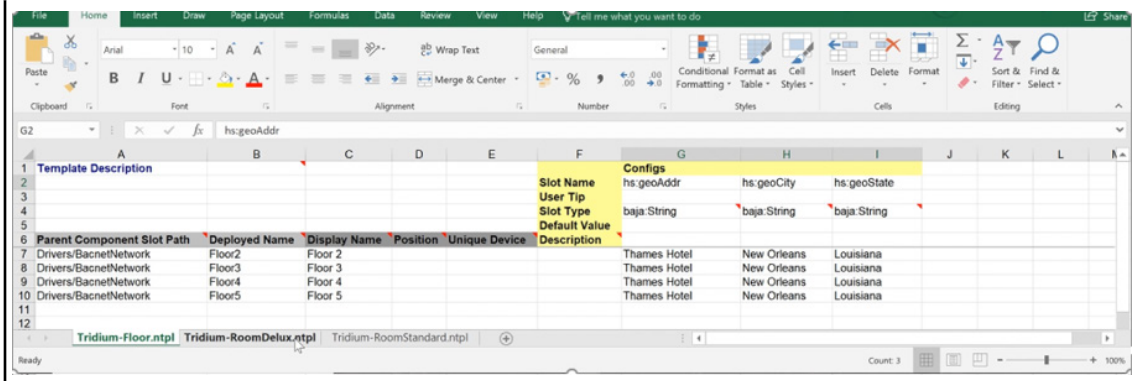 File Home Insert Draw Page Layout Formulas Data Review View Help Tell me what you want to do Share
Arial 10 A A Wrap Text General
Paste B I U A Merge & Center % , .0 .00 .00 .0 Conditional Formatting Format as Table Cell Styles Insert Delete Format Sort & Filter Find & Select
Clipboard Font Alignment Number Styles Cells Editing
G2 fx hs:geoAddr
A B C D E F G H I J K L M
1 Template Description Configs
2 Slot Name hs:geoAddr hs:geoCity hs:geoState
3 User Tip
4 Slot Type baja:String baja:String baja:String
5 Default Value
6 Parent Component Slot Path Deployed Name Display Name Position Unique Device Description
7 Drivers/BacnetNetwork Floor2 Floor 2 Thames Hotel New Orleans Louisiana
8 Drivers/BacnetNetwork Floor3 Floor 3 Thames Hotel New Orleans Louisiana
9 Drivers/BacnetNetwork Floor4 Floor 4 Thames Hotel New Orleans Louisiana
10 Drivers/BacnetNetwork Floor5 Floor 5 Thames Hotel New Orleans Louisiana
11
12
Tridium-Floor.ntpl Tridium-RoomDelux.ntpl Tridium-RoomStandard.ntpl
Ready Count: 3 100%